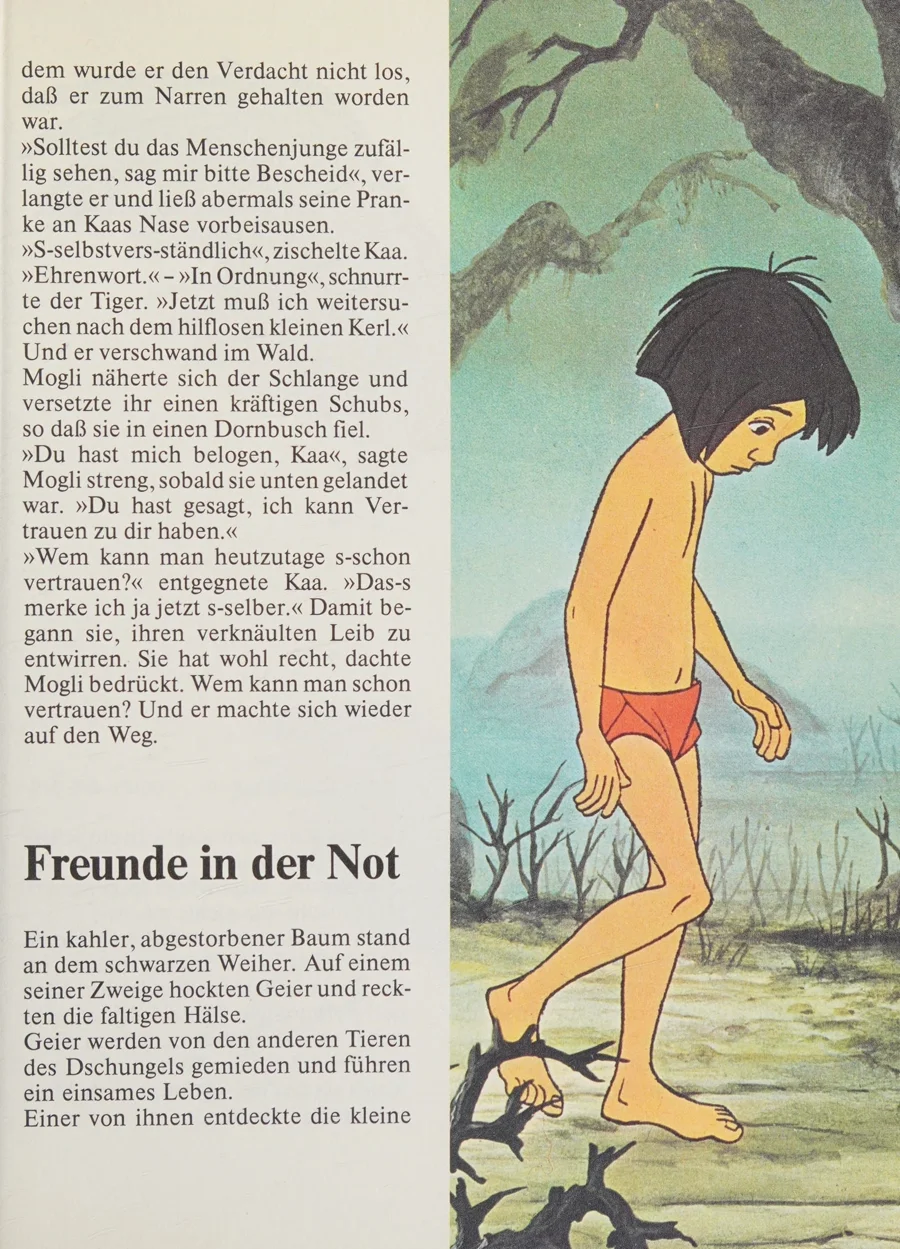 dem wurde er den Verdacht nicht los,
daß er zum Narren gehalten worden
war.
»Solltest du das Menschenjunge zufäl-
lig sehen, sag mir bitte Bescheid«, ver-
langte er und ließ abermals seine Pran-
ke an Kaas Nase vorbeisausen.
»S-selbstvers-ständlich«, zischelte Kaa.
»Ehrenwort.« – »In Ordnung«, schnurr-
te der Tiger. »Jetzt muß ich weitersu-
chen nach dem hilflosen kleinen Kerl.«
Und er verschwand im Wald.
Mogli näherte sich der Schlange und
versetzte ihr einen kräftigen Schubs,
so daß sie in einen Dornbusch fiel.
»Du hast mich belogen, Kaa«, sagte
Mogli streng, sobald sie unten gelandet
war. »Du hast gesagt, ich kann Ver-
trauen zu dir haben.«
»Wem kann man heutzutage s-schon
vertrauen?« entgegnete Kaa. »Das-s
merke ich ja jetzt s-selber.« Damit be-
gann sie, ihren verknäulten Leib zu
entwirren. Sie hat wohl recht, dachte
Mogli bedrückt. Wem kann man schon
vertrauen? Und er machte sich wieder
auf den Weg.
Freunde in der Not
Ein kahler, abgestorbener Baum stand
an dem schwarzen Weiher. Auf einem
seiner Zweige hockten Geier und reck-
ten die faltigen Hälse.
Geier werden von den anderen Tieren
des Dschungels gemieden und führen
ein einsames Leben.
Einer von ihnen entdeckte die kleine